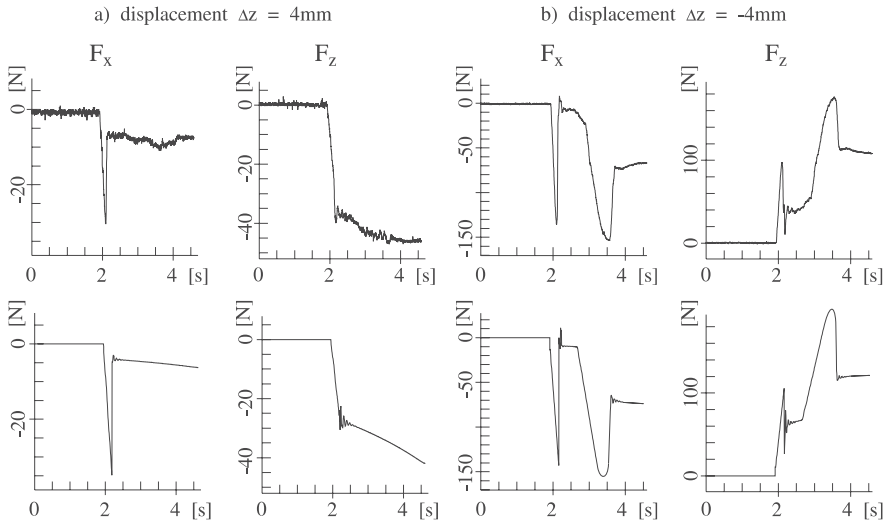 a) displacement Δz = 4mm
b) displacement Δz = -4mm
F_x
F_z
F_x
F_z
[N]
0
-20
0 2 4 [s]
[N]
0
-20
-40
0 2 4 [s]
[N]
0
-50
-100
-150
0 2 4 [s]
[N]
100
0
0 2 4 [s]
[N]
0
-20
0 2 4 [s]
[N]
0
-20
-40
0 2 4 [s]
[N]
0
-50
-100
-150
0 2 4 [s]
[N]
100
0
0 2 4 [s]